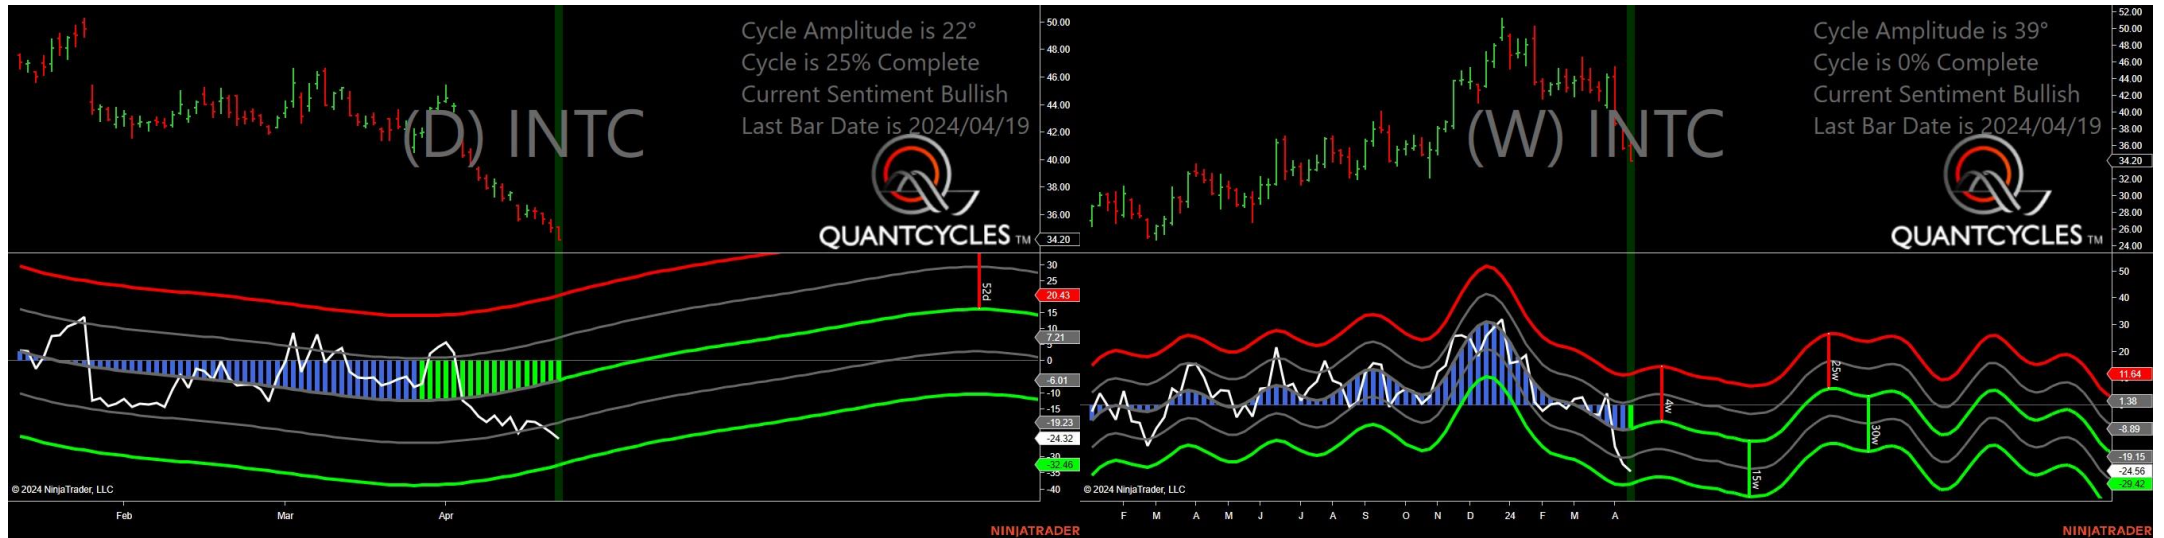 Cycle Amplitude is 22°
Cycle is 25% Complete
Current Sentiment Bullish
Last Bar Date is 2024/04/19
(D) INTC
QUANTCYCLES TM
50.00
48.00
46.00
44.00
42.00
40.00
38.00
36.00
34.20
30
25
20.43
15
10
7.21
5
0
-6.01
-10
-15
-19.23
-24.32
-30
-32.46
-35
-40
52d
© 2024 NinjaTrader, LLC
Feb Mar Apr
NINJATRADER
Cycle Amplitude is 39°
Cycle is 0% Complete
Current Sentiment Bullish
Last Bar Date is 2024/04/19
(W) INTC
QUANTCYCLES TM
52.00
50.00
48.00
46.00
44.00
42.00
40.00
38.00
36.00
34.20
32.00
30.00
28.00
26.00
24.00
50
40
30
20
11.64
1.38
-8.89
-19.15
-24.56
-29.42
4w
15w
25w
30w
© 2024 NinjaTrader, LLC
F M A M J J A S O N D 24 F M A
NINJATRADER